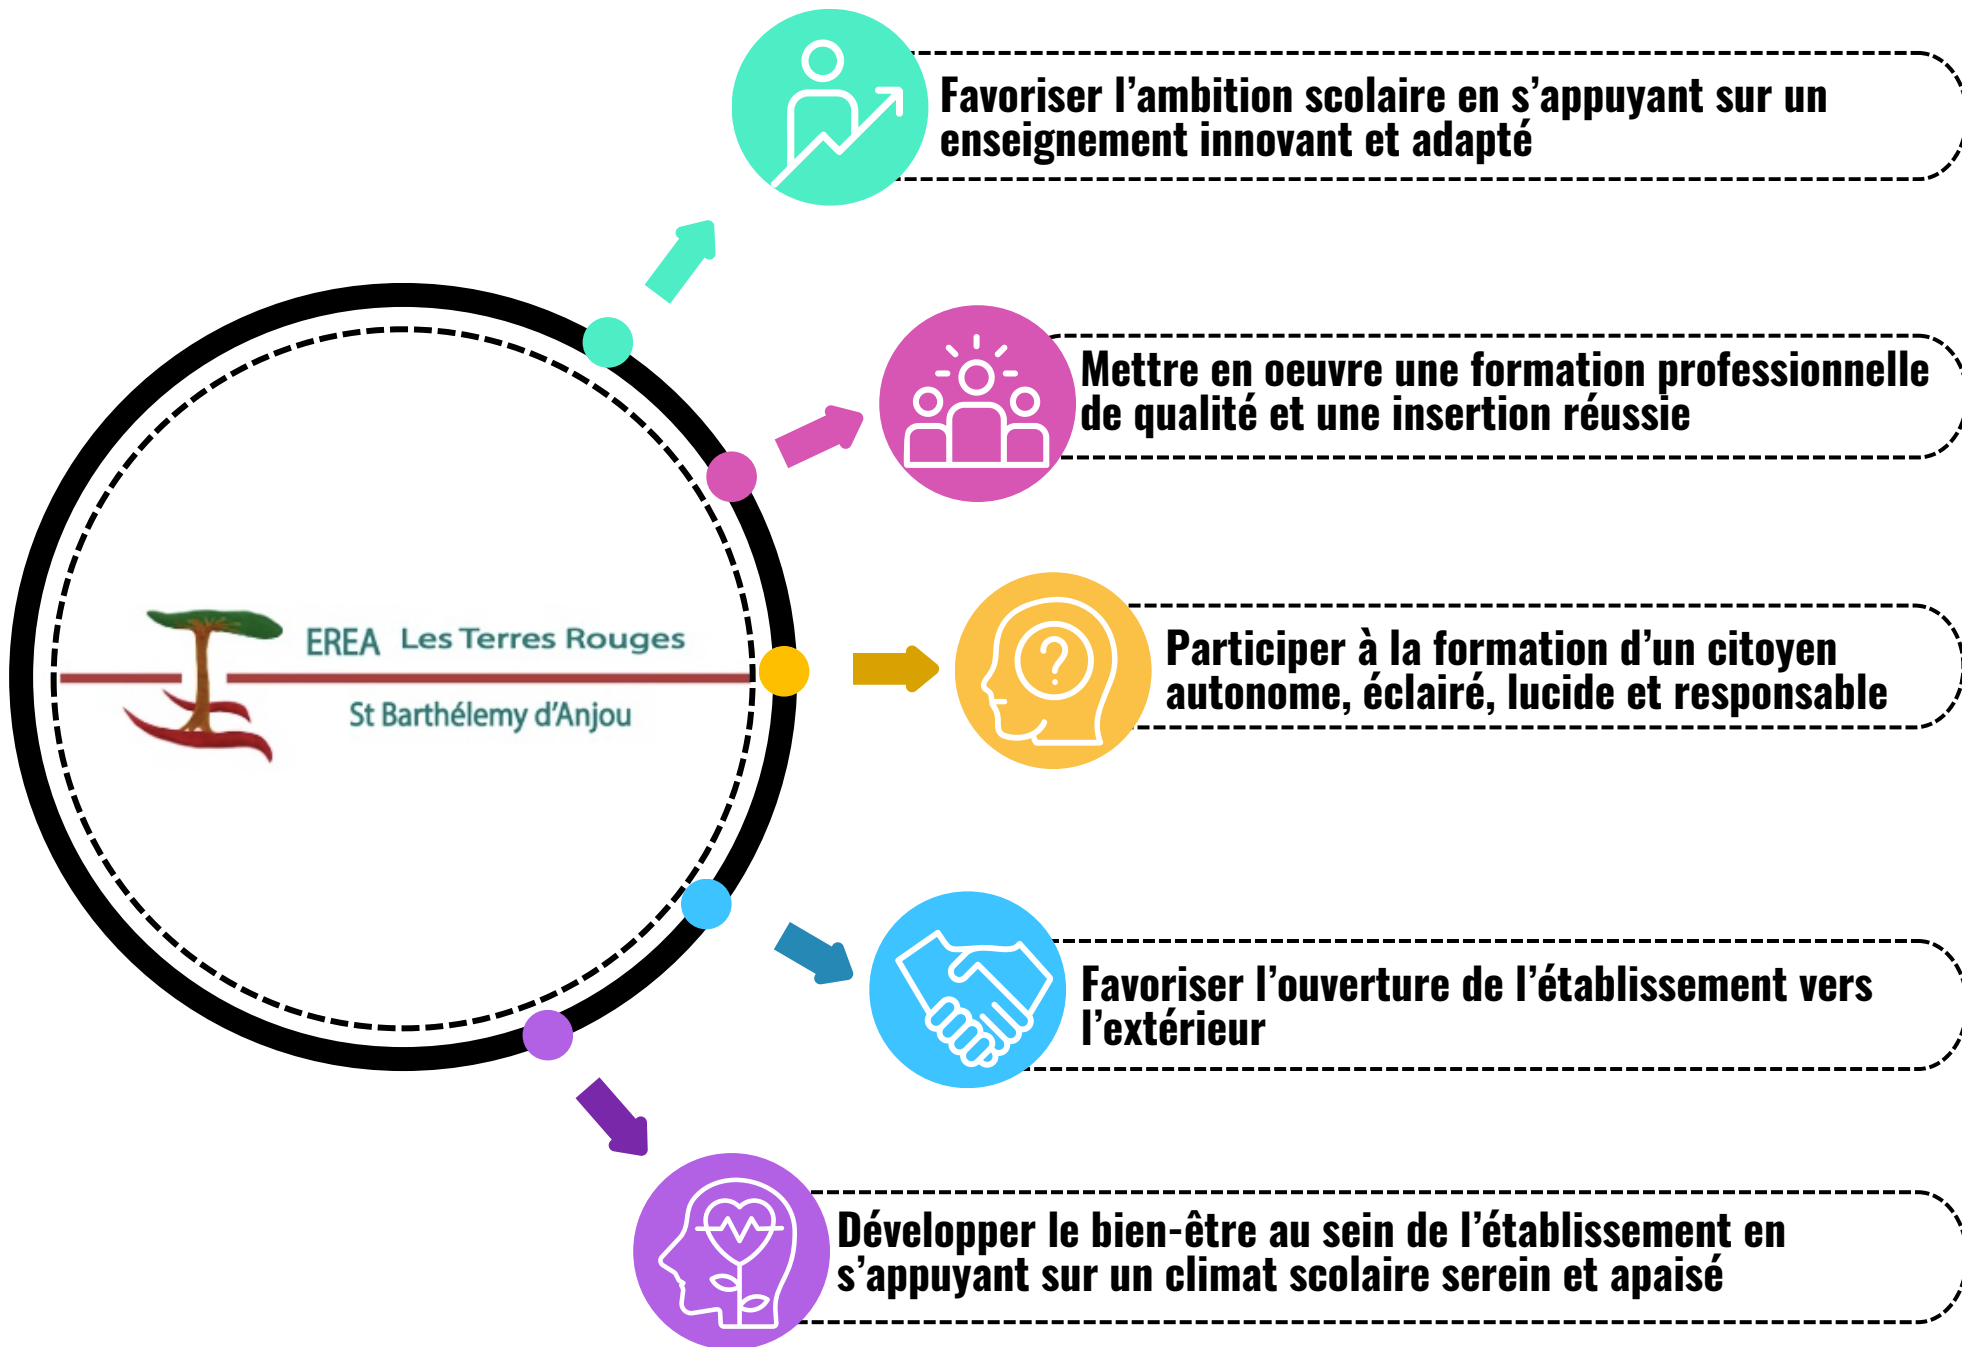 Favoriser l’ambition scolaire en s’appuyant sur un
enseignement innovant et adapté
Mettre en oeuvre une formation professionnelle
de qualité et une insertion réussie
EREA Les Terres Rouges
St Barthélemy d’Anjou
?
Participer à la formation d’un citoyen
autonome, éclairé, lucide et responsable
Favoriser l’ouverture de l’établissement vers
l’extérieur
Développer le bien-être au sein de l’établissement en
s’appuyant sur un climat scolaire serein et apaisé